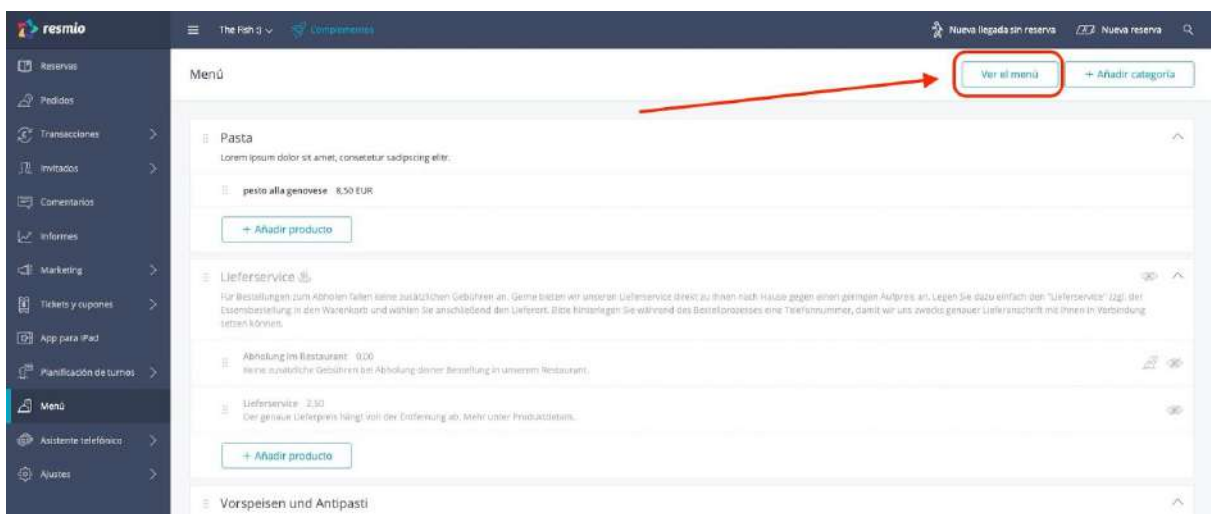 resmio
The Fish :)
Complementos
Nueva llegada sin reserva
Nueva reserva
Reservas
Pedidos
Transacciones
Invitados
Comentarios
Informes
Marketing
Tickets y cupones
App para iPad
Planificación de turnos
Menú
Asistente telefónico
Ajustes
Menú
Ver el menú
+ Añadir categoría
Pasta
Lorem ipsum dolor sit amet, consetetur sadipscing elitr.
pesto alla genovese 8,50 EUR
+ Añadir producto
Lieferservice
Für Bestellungen zum Abholen fallen keine zusätzlichen Gebühren an. Gerne bieten wir unseren Lieferservice direkt zu Ihnen nach Hause gegen einen geringen Aufpreis an. Legen Sie dazu einfach den "Lieferservice" zzgl. der
Essensbestellung in den Warenkorb und wählen Sie anschließend den Lieferort. Bitte hinterlegen Sie während des Bestellprozesses eine Telefonnummer, damit wir uns zwecks genauer Lieferanschrift mit Ihnen in Verbindung
setzen können.
Abholung im Restaurant 0,00
Keine zusätzliche Gebühren bei Abholung deiner Bestellung in unserem Restaurant.
Lieferservice 2,50
Der genaue Lieferpreis hängt von der Entfernung ab. Mehr unter Produktdetails.
+ Añadir producto
Vorspeisen und Antipasti